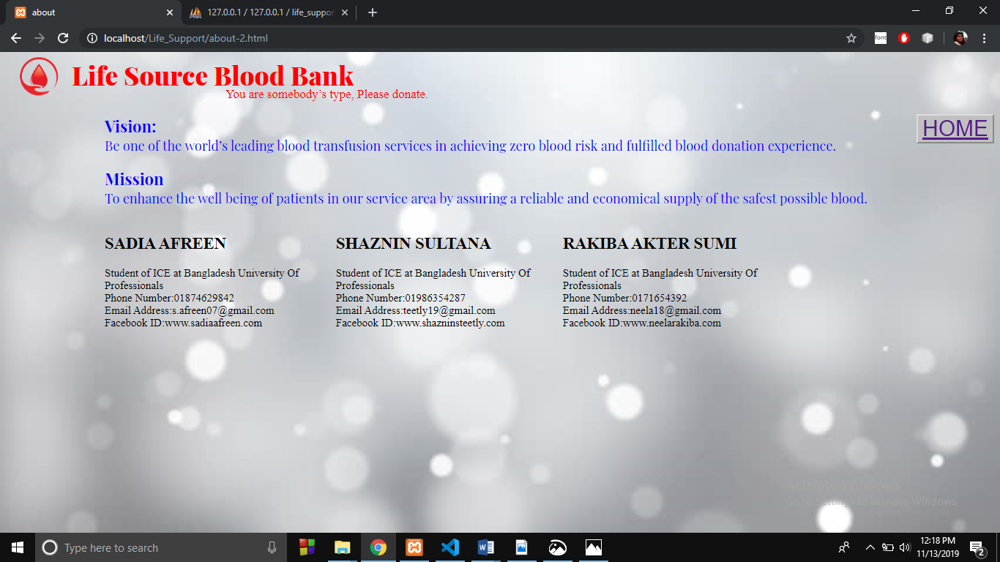 about
127.0.0.1 / 127.0.0.1 / life_suppor
localhost/Life_Support/about-2.html
font
Life Source Blood Bank
You are somebody's type, Please donate.
HOME
Vision:
Be one of the world's leading blood transfusion services in achieving zero blood risk and fulfilled blood donation experience.
Mission
To enhance the well being of patients in our service area by assuring a reliable and economical supply of the safest possible blood.
SADIA AFREEN
Student of ICE at Bangladesh University Of
Professionals
Phone Number:01874629842
Email Address:s.afreen07@gmail.com
Facebook ID:www.sadiaafreen.com
SHAZNIN SULTANA
Student of ICE at Bangladesh University Of
Professionals
Phone Number:01986354287
Email Address:teetly19@gmail.com
Facebook ID:www.shazninsteetly.com
RAKIBA AKTER SUMI
Student of ICE at Bangladesh University Of
Professionals
Phone Number:0171654392
Email Address:neela18@gmail.com
Facebook ID:www.neelarakiba.com
Activate Windows
Go to Settings to activate Windows.
Type here to search
12:18 PM
11/13/2019
2